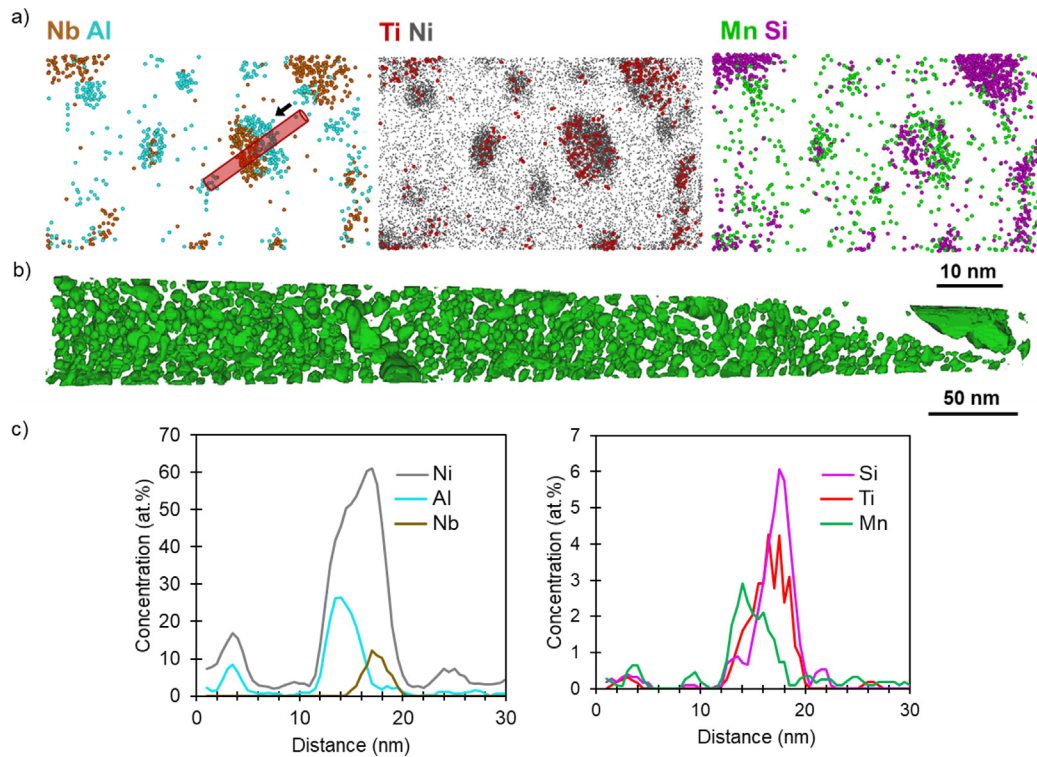 a)
Nb Al
Ti Ni
Mn Si
10 nm
b)
50 nm
c)
Concentration (at.%)
70
60
50
40
30
20
10
0
Ni
Al
Nb
0 10 20 30
Distance (nm)
Concentration (at.%)
7
6
5
4
3
2
1
0
Si
Ti
Mn
0 10 20 30
Distance (nm)